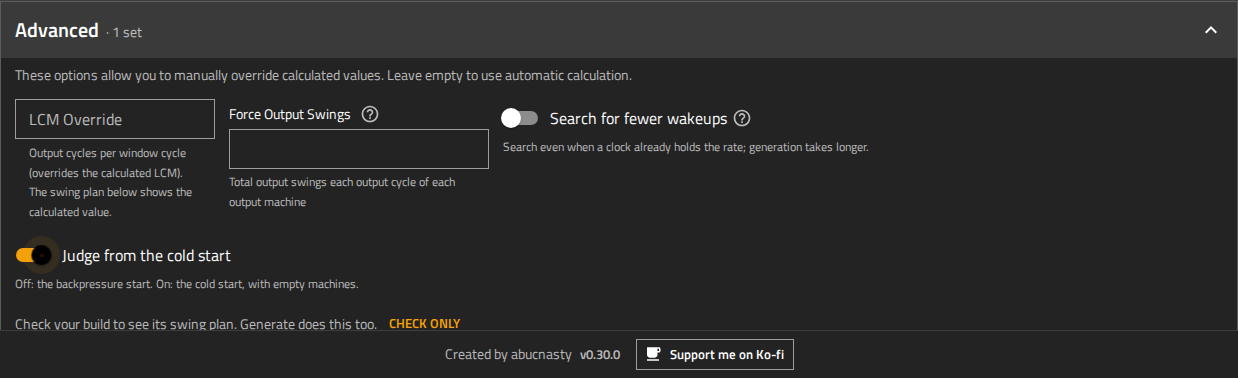 Advanced · 1 set
These options allow you to manually override calculated values. Leave empty to use automatic calculation.
LCM Override
Output cycles per window cycle
(overrides the calculated LCM).
The swing plan below shows the
calculated value.
Force Output Swings ?
Total output swings each output cycle of each
output machine
Search for fewer wakeups ?
Search even when a clock already holds the rate; generation takes longer.
Judge from the cold start
Off: the backpressure start. On: the cold start, with empty machines.
Check your build to see its swing plan. Generate does this too. CHECK ONLY
Created by abucnasty v0.30.0 Support me on Ko-fi